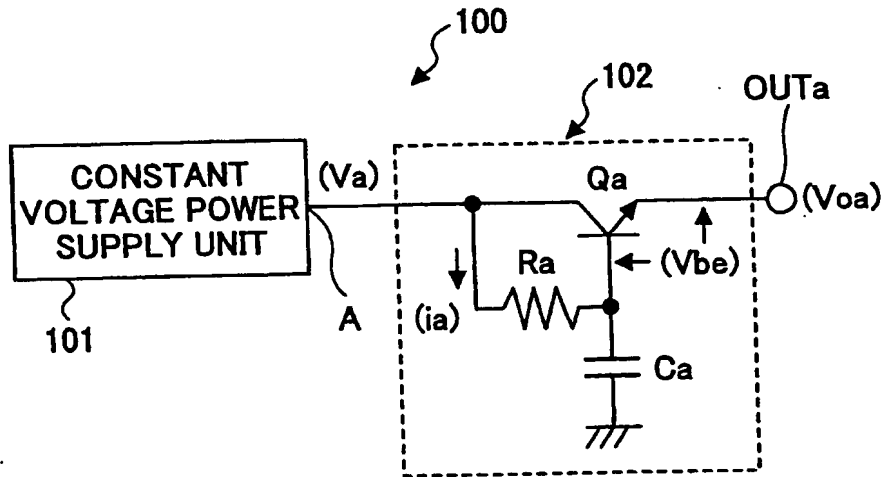 100
102
OUTa
CONSTANT
VOLTAGE POWER
SUPPLY UNIT
(Va)
Qa
(Voa)
Ra
(Vbe)
101
A
(ia)
Ca